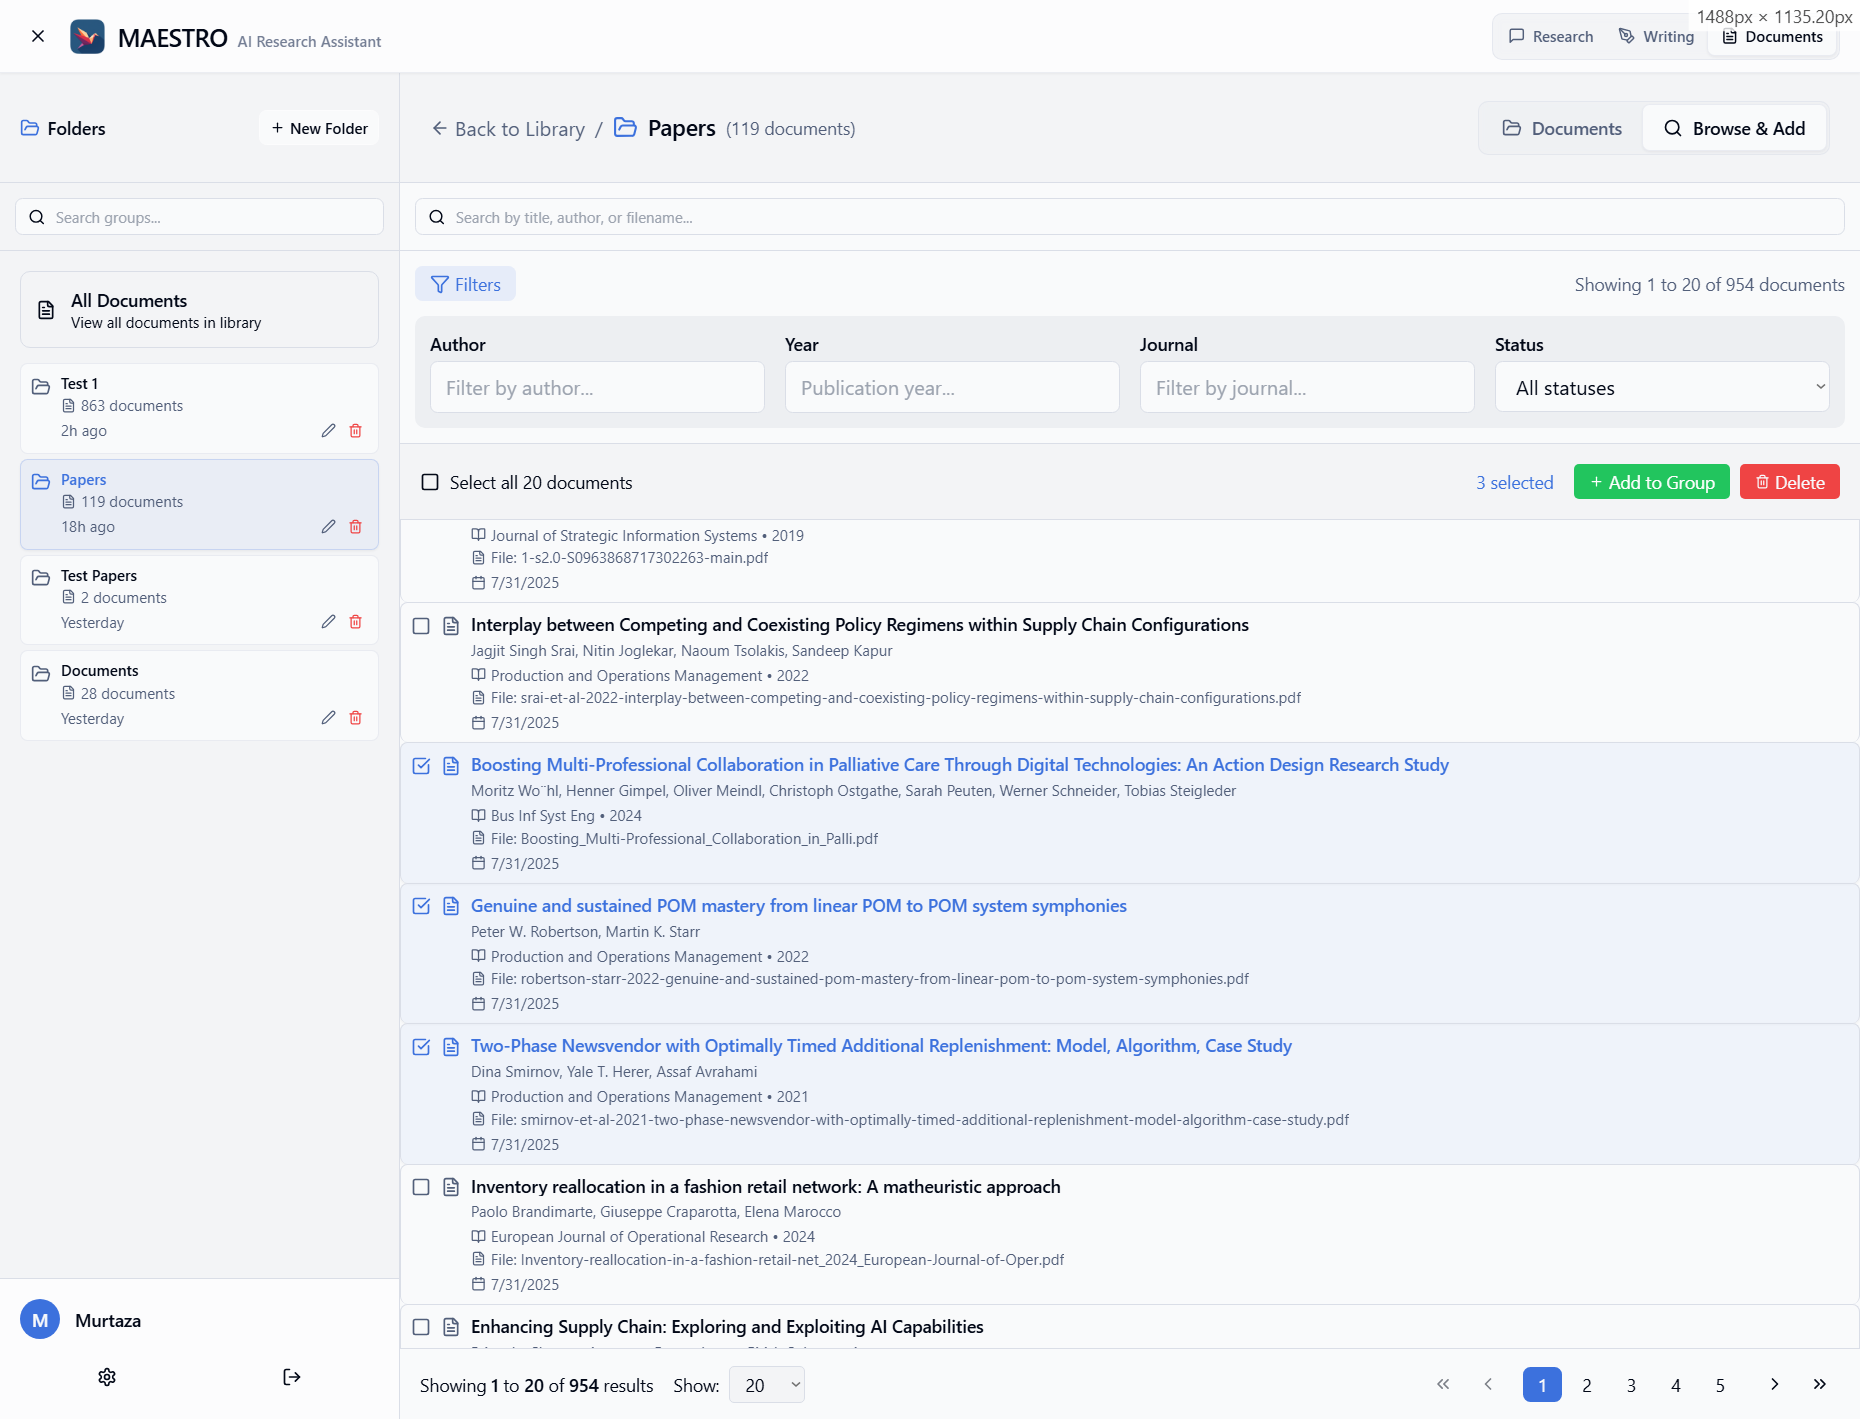 1488px × 1135.20px
MAESTRO AI Research Assistant
Research
Writing
Documents
Folders
+ New Folder
Back to Library / Papers (119 documents)
Documents
Browse & Add
Search groups...
Search by title, author, or filename...
All Documents
View all documents in library
Test 1
863 documents
2h ago
Papers
119 documents
18h ago
Test Papers
2 documents
Yesterday
Documents
28 documents
Yesterday
Murtaza
M
Filters
Showing 1 to 20 of 954 documents
Author
Year
Journal
Status
Filter by author...
Publication year...
Filter by journal...
All statuses
Select all 20 documents
3 selected
+ Add to Group
Delete
Journal of Strategic Information Systems • 2019
File: 1-s2.0-S0963868717302263-main.pdf
7/31/2025
Interplay between Competing and Coexisting Policy Regimens within Supply Chain Configurations
Jagjit Singh Srai, Nitin Joglekar, Naoum Tsolakis, Sandeep Kapur
Production and Operations Management • 2022
File: srai-et-al-2022-interplay-between-competing-and-coexisting-policy-regimens-within-supply-chain-configurations.pdf
7/31/2025
Boosting Multi-Professional Collaboration in Palliative Care Through Digital Technologies: An Action Design Research Study
Moritz Wo¨hl, Henner Gimpel, Oliver Meindl, Christoph Ostgathe, Sarah Peuten, Werner Schneider, Tobias Steigleder
Bus Inf Syst Eng • 2024
File: Boosting_Multi-Professional_Collaboration_in_Palli.pdf
7/31/2025
Genuine and sustained POM mastery from linear POM to POM system symphonies
Peter W. Robertson, Martin K. Starr
Production and Operations Management • 2022
File: robertson-starr-2022-genuine-and-sustained-pom-mastery-from-linear-pom-to-pom-system-symphonies.pdf
7/31/2025
Two-Phase Newsvendor with Optimally Timed Additional Replenishment: Model, Algorithm, Case Study
Dina Smirnov, Yale T. Herer, Assaf Avrahami
Production and Operations Management • 2021
File: smirnov-et-al-2021-two-phase-newsvendor-with-optimally-timed-additional-replenishment-model-algorithm-case-study.pdf
7/31/2025
Inventory reallocation in a fashion retail network: A matheuristic approach
Paolo Brandimarte, Giuseppe Craparotta, Elena Marocco
European Journal of Operational Research • 2024
File: Inventory-reallocation-in-a-fashion-retail-net_2024_European-Journal-of-Oper.pdf
7/31/2025
Enhancing Supply Chain: Exploring and Exploiting AI Capabilities
Showing 1 to 20 of 954 results
Show: 20
« ‹ 1 2 3 4 5 › »